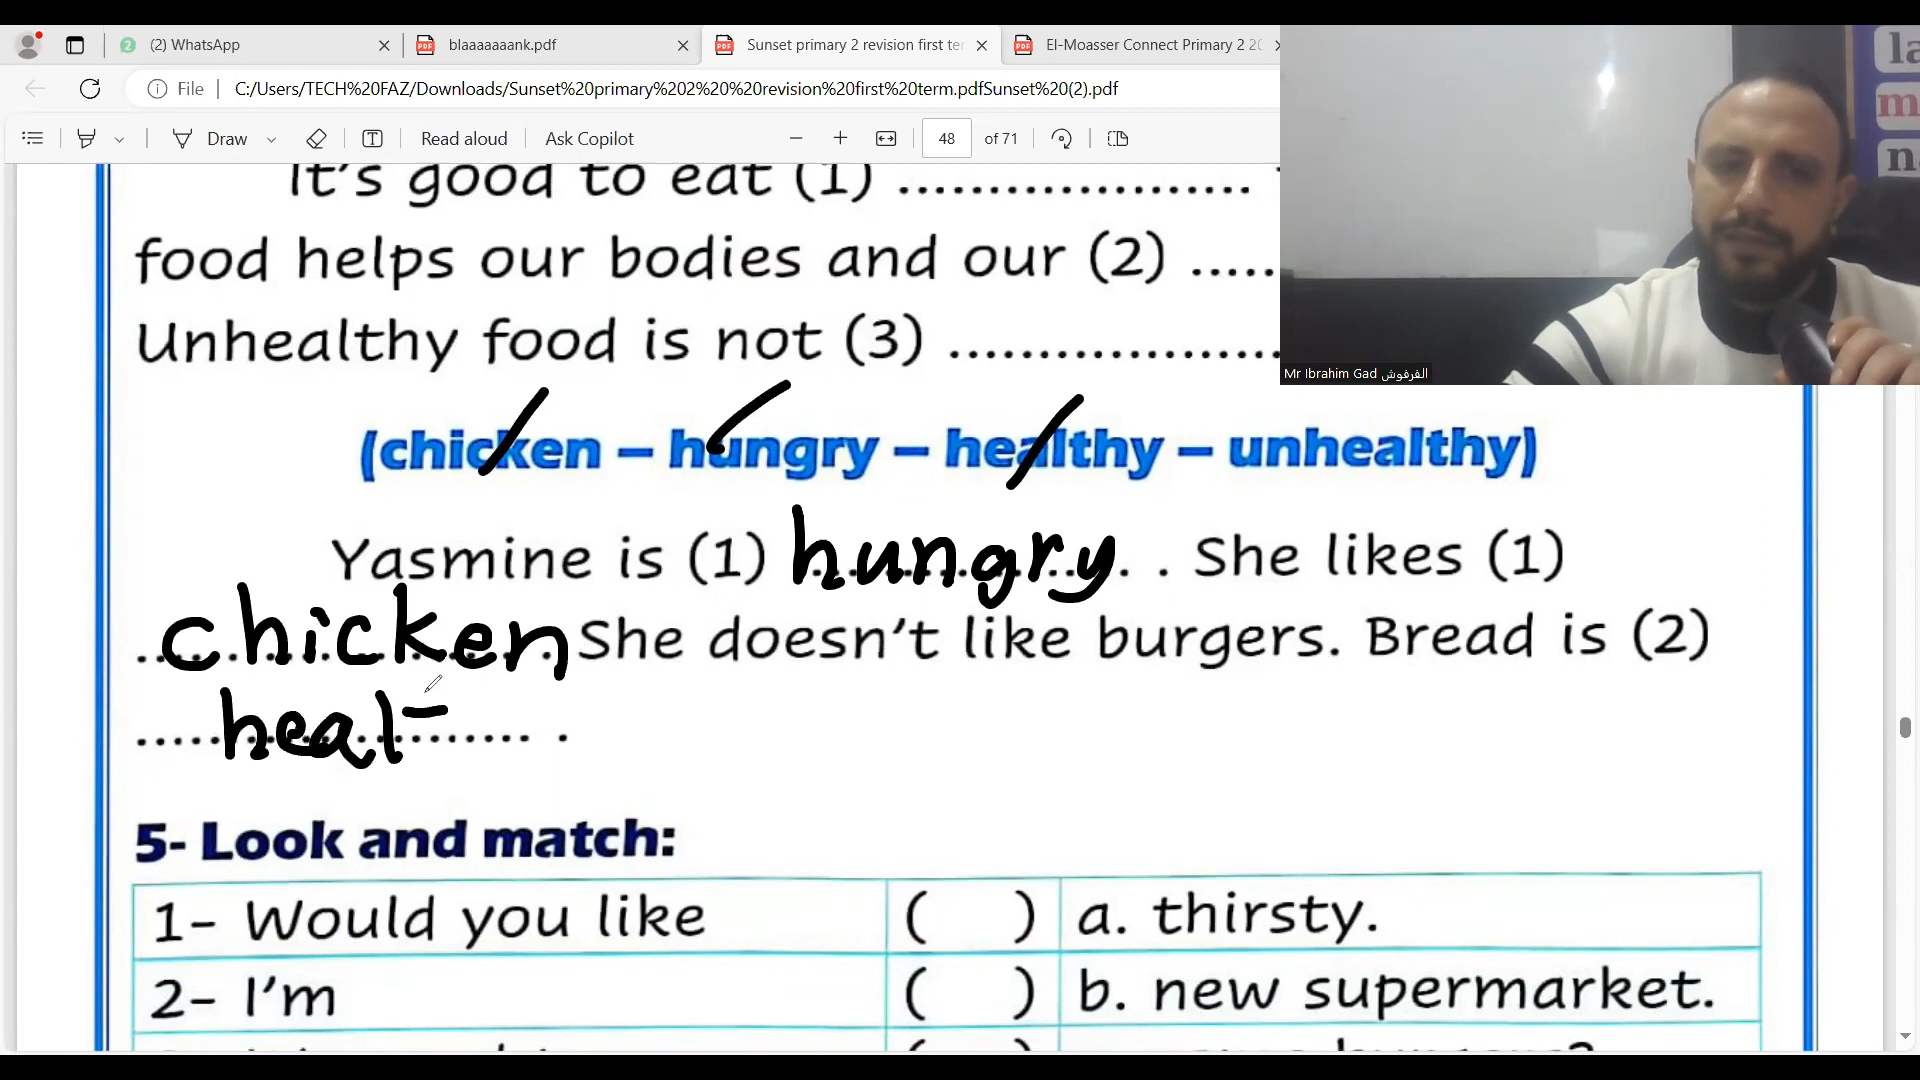 (2) WhatsApp
blaaaaaaank.pdf
Sunset primary 2 revision first te
El-Moasser Connect Primary 2 20
File C:/Users/TECH%20FAZ/Downloads/Sunset%20primary%202%20%20revision%20first%20term.pdfSunset%20(2).pdf
Draw Read aloud Ask Copilot 48 of 71
la
m
n
It's good to eat (1) ........................
food helps our bodies and our (2) .....
Unhealthy food is not (3) ......................
Mr Ibrahim Gad الفرفوش
(chicken – hungry – healthy – unhealthy)
Yasmine is (1) hungry. . She likes (1)
chicken She doesn't like burgers. Bread is (2)
heal .
5- Look and match:
1- Would you like ( ) a. thirsty.
2- I'm ( ) b. new supermarket.